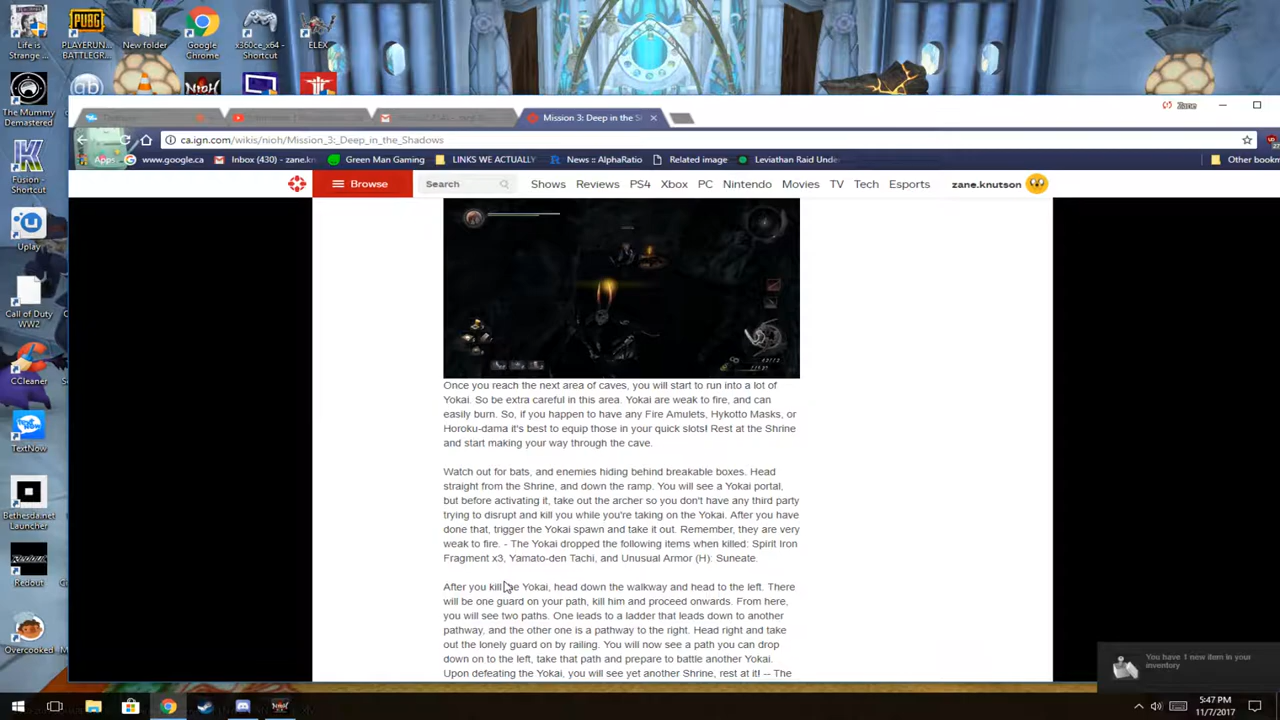 Life is
Strange ...
PLAYERUN...
BATTLEGR...
New folder
Google
Chrome
x360ce_x64 -
Shortcut
ELEX
The Mummy
Demastered
Fusion -
Shortcut
Uplay
Call of Duty
WW2
CCleaner
TextNow
Bethesda.net
Launcher
Redout
Overcooked
Zane
Mission 3: Deep in the S
ca.ign.com/wikis/nioh/Mission_3:_Deep_in_the_Shadows
Apps www.google.ca Inbox (430) - zane.kn Green Man Gaming LINKS WE ACTUALLY News :: AlphaRatio Related image Leviathan Raid Unde Other bookm
Browse Search Shows Reviews PS4 Xbox PC Nintendo Movies TV Tech Esports zane.knutson
Once you reach the next area of caves, you will start to run into a lot of
Yokai. So be extra careful in this area. Yokai are weak to fire, and can
easily burn. So, if you happen to have any Fire Amulets, Hykotto Masks, or
Horoku-dama it's best to equip those in your quick slots! Rest at the Shrine
and start making your way through the cave.
Watch out for bats, and enemies hiding behind breakable boxes. Head
straight from the Shrine, and down the ramp. You will see a Yokai portal,
but before activating it, take out the archer so you don't have any third party
trying to disrupt and kill you while you're taking on the Yokai. After you have
done that, trigger the Yokai spawn and take it out. Remember, they are very
weak to fire. - The Yokai dropped the following items when killed: Spirit Iron
Fragment x3, Yamato-den Tachi, and Unusual Armor (H): Suneate.
After you kill the Yokai, head down the walkway and head to the left. There
will be one guard on your path, kill him and proceed onwards. From here,
you will see two paths. One leads to a ladder that leads down to another
pathway, and the other one is a pathway to the right. Head right and take
out the lonely guard on by railing. You will now see a path you can drop
down on to the left, take that path and prepare to battle another Yokai.
Upon defeating the Yokai, you will see yet another Shrine, rest at it! -- The
You have 1 new item in your
inventory
5:47 PM
11/7/2017